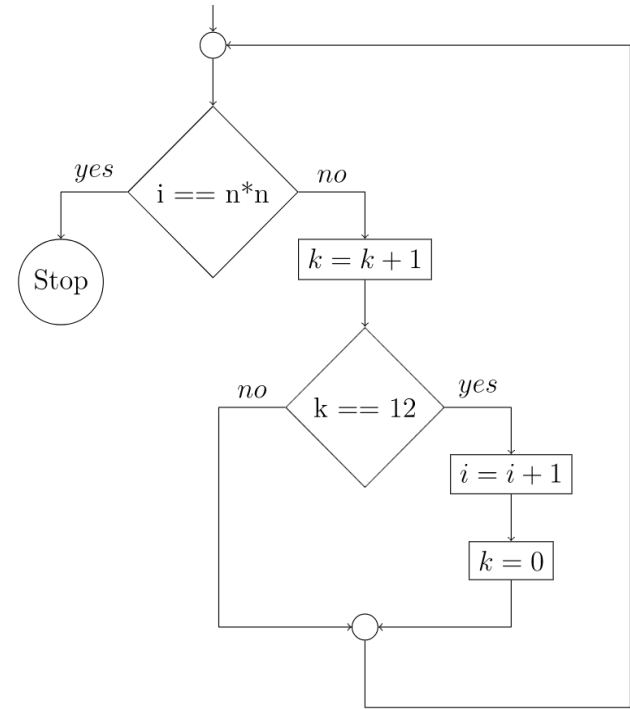 yes
i == n*n
no
Stop
k = k + 1
no
k == 12
yes
i = i + 1
k = 0